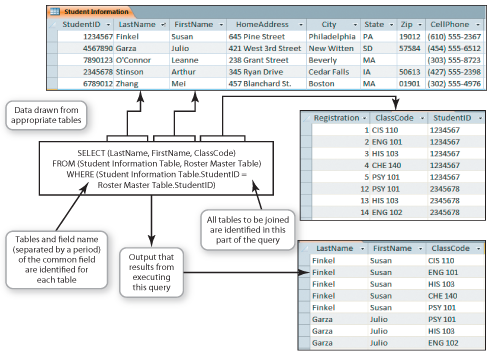 Student Information
StudentID LastName FirstName HomeAddress City State Zip CellPhone
1234567 Finkel Susan 645 Pine Street Philadelphia PA 19012 (610) 555-2367
4567890 Garza Julio 421 West 3rd Street New Witten SD 57584 (454) 555-6512
7890123 O'Connor Leanne 238 Grant Street Beverly MA (303) 555-8723
2345678 Stinson Arthur 345 Ryan Drive Cedar Falls IA 50613 (427) 555-2398
6789012 Zhang Mei 457 Blanchard St. Boston MA 01901 (302) 555-4976
Data drawn from
appropriate tables
SELECT (LastName, FirstName, ClassCode)
FROM (Student Information Table, Roster Master Table)
WHERE (Student Information Table.StudentID =
Roster Master Table.StudentID)
Registration ClassCode StudentID
1 CIS 110 1234567
2 ENG 101 1234567
3 HIS 103 1234567
4 CHE 140 1234567
5 PSY 101 1234567
12 PSY 101 2345678
13 HIS 103 2345678
14 ENG 102 2345678
Tables and field name
(separated by a period)
of the common field
are identified for
each table
Output that
results from
executing
this query
All tables to be joined
are identified in this
part of the query
LastName FirstName ClassCode
Finkel Susan CIS 110
Finkel Susan ENG 101
Finkel Susan HIS 103
Finkel Susan CHE 140
Finkel Susan PSY 101
Garza Julio PSY 101
Garza Julio HIS 103
Garza Julio ENG 102